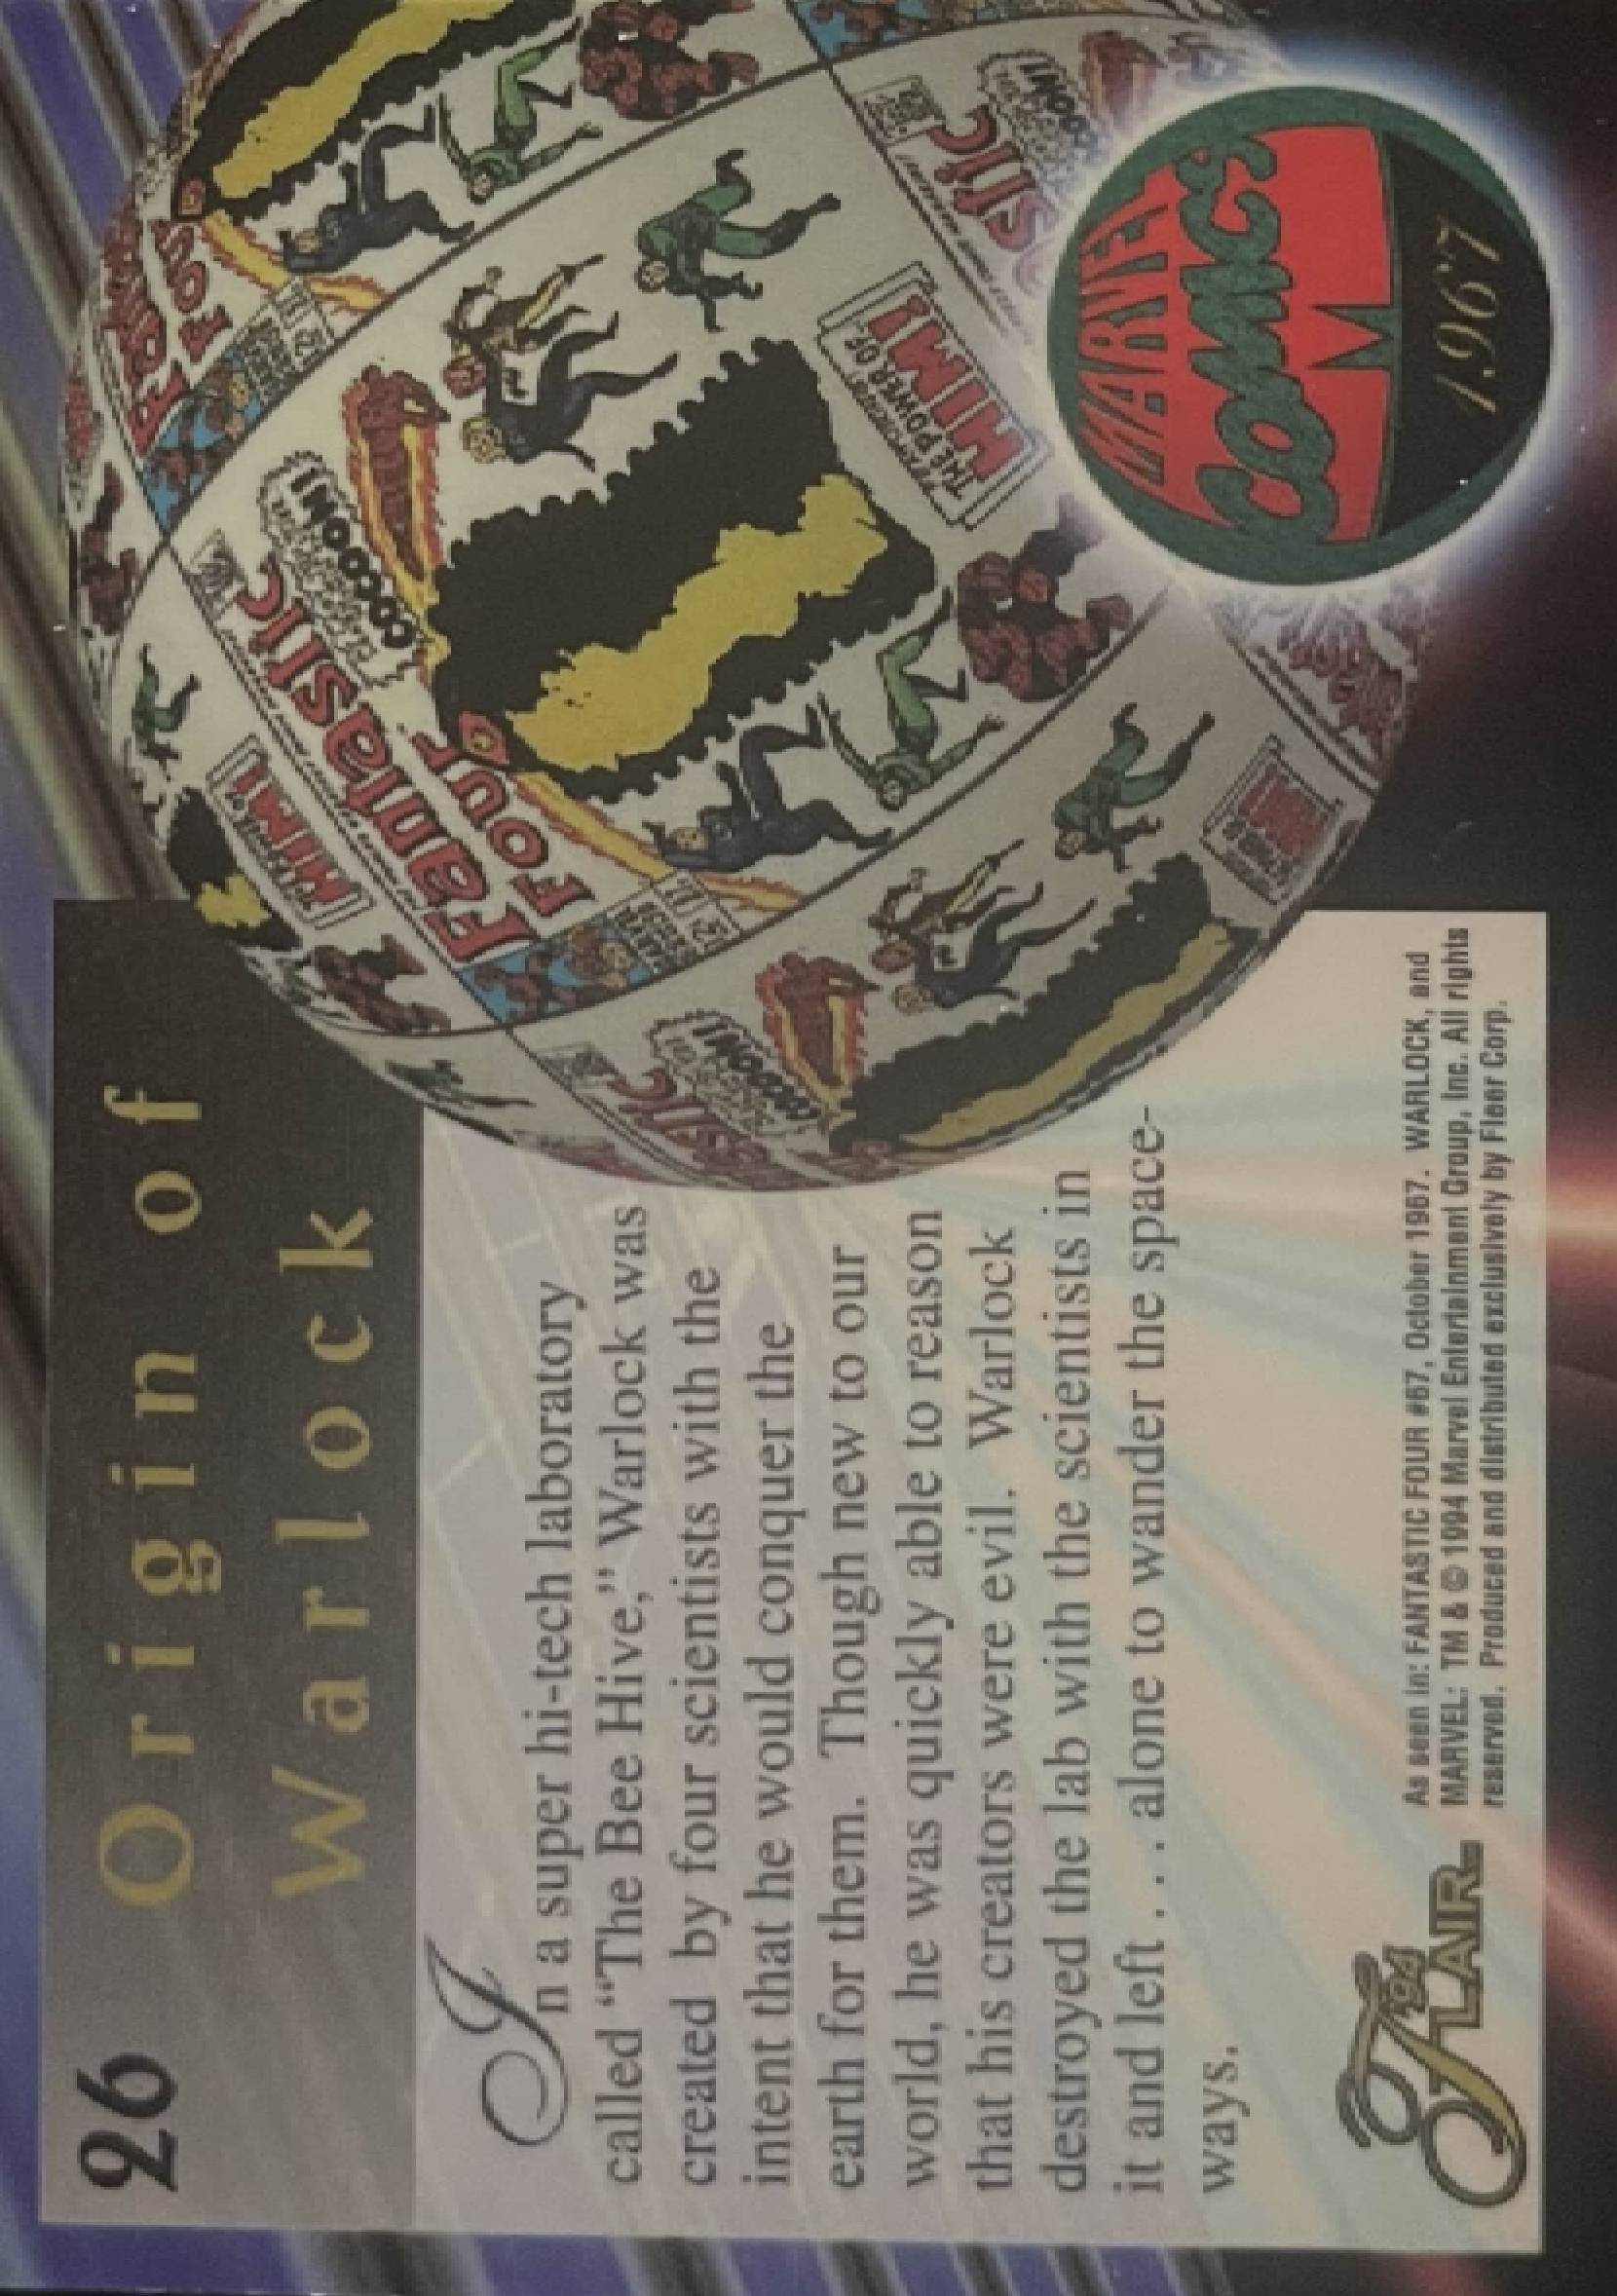 26
Origin of
Warlock
In a super hi-tech laboratory
called “The Bee Hive,” Warlock was
created by four scientists with the
intent that he would conquer the
earth for them. Though new to our
world, he was quickly able to reason
that his creators were evil. Warlock
destroyed the lab with the scientists in
it and left . . . alone to wander the space-
ways.
'94
FLAIR
As seen in: FANTASTIC FOUR #67, October 1967. WARLOCK, and
MARVEL: TM & © 1994 Marvel Entertainment Group, Inc. All rights
reserved. Produced and distributed exclusively by Fleer Corp.
HIM!
Fantastic
FOUR
COCOON!
THE POWER OF
HIM!
Fantastic
FOUR
COCOON!
astic
COCOON!
MARVEL
COMICS
M
1967